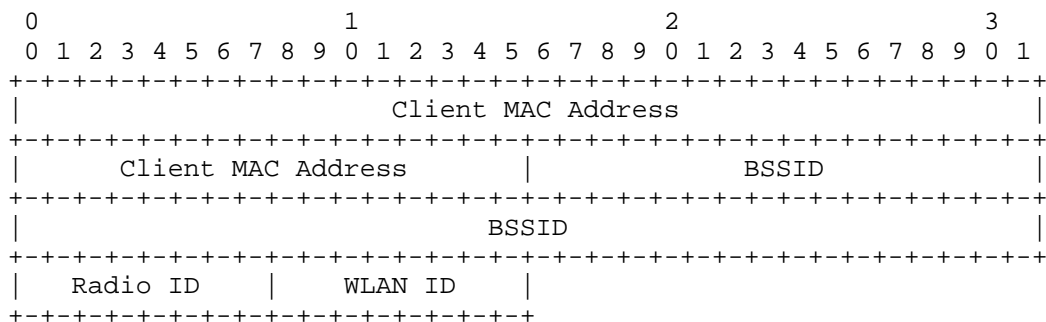 0                   1                   2                   3
 0 1 2 3 4 5 6 7 8 9 0 1 2 3 4 5 6 7 8 9 0 1 2 3 4 5 6 7 8 9 0 1
+-+-+-+-+-+-+-+-+-+-+-+-+-+-+-+-+-+-+-+-+-+-+-+-+-+-+-+-+-+-+-+-+
|                       Client MAC Address                      |
+-+-+-+-+-+-+-+-+-+-+-+-+-+-+-+-+-+-+-+-+-+-+-+-+-+-+-+-+-+-+-+-+
|      Client MAC Address       |             BSSID             |
+-+-+-+-+-+-+-+-+-+-+-+-+-+-+-+-+-+-+-+-+-+-+-+-+-+-+-+-+-+-+-+-+
|                             BSSID                             |
+-+-+-+-+-+-+-+-+-+-+-+-+-+-+-+-+-+-+-+-+-+-+-+-+-+-+-+-+-+-+-+-+
|   Radio ID    |    WLAN ID    |
+-+-+-+-+-+-+-+-+-+-+-+-+-+-+-+-+